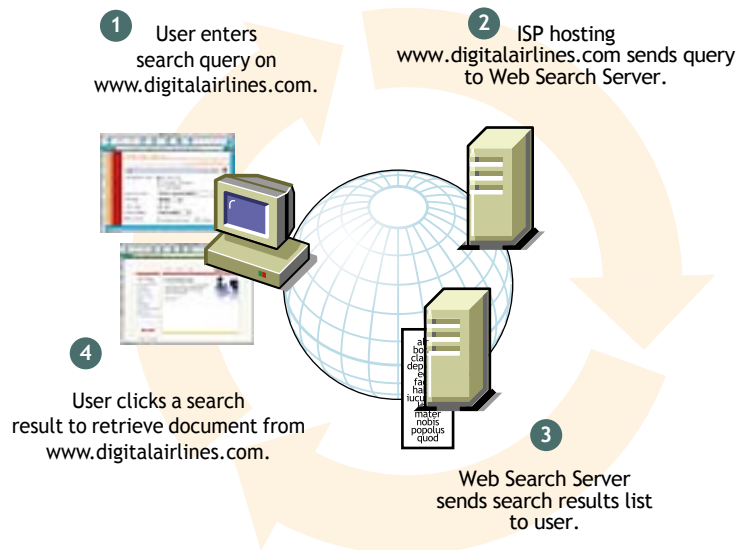 1
User enters
search query on
www.digitalairlines.com.
2
ISP hosting
www.digitalairlines.com sends query
to Web Search Server.
mater
nobis
popolus
quod
3
Web Search Server
sends search results list
to user.
4
User clicks a search
result to retrieve document from
www.digitalairlines.com.